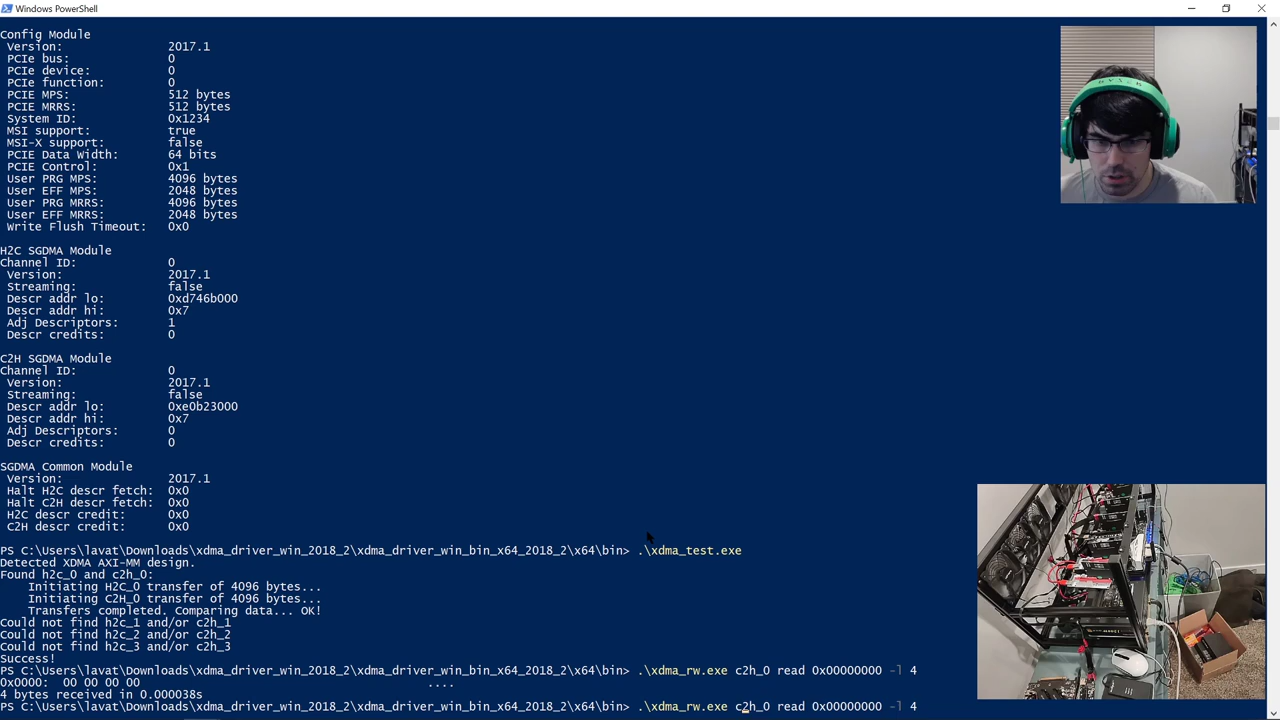 Windows PowerShell
Config Module
Version: 2017.1
PCIe bus: 0
PCIe device: 0
PCIe function: 0
PCIE MPS: 512 bytes
PCIE MRRS: 512 bytes
System ID: 0x1234
MSI support: true
MSI-X support: false
PCIE Data Width: 64 bits
PCIE Control: 0x1
User PRG MPS: 4096 bytes
User EFF MPS: 2048 bytes
User PRG MRRS: 4096 bytes
User EFF MRRS: 2048 bytes
Write Flush Timeout: 0x0
H2C SGDMA Module
Channel ID: 0
Version: 2017.1
Streaming: false
Descr addr lo: 0xd746b000
Descr addr hi: 0x7
Adj Descriptors: 1
Descr credits: 0
C2H SGDMA Module
Channel ID: 0
Version: 2017.1
Streaming: false
Descr addr lo: 0xe0b23000
Descr addr hi: 0x7
Adj Descriptors: 0
Descr credits: 0
SGDMA Common Module
Version: 2017.1
Halt H2C descr fetch: 0x0
Halt C2H descr fetch: 0x0
H2C descr credit: 0x0
C2H descr credit: 0x0
PS C:\Users\lavat\Downloads\xdma_driver_win_2018_2\xdma_driver_win_bin_x64_2018_2\x64\bin> .\xdma_test.exe
Detected XDMA AXI-MM design.
Found h2c_0 and c2h_0:
Initiating H2C_0 transfer of 4096 bytes...
Initiating C2H_0 transfer of 4096 bytes...
Transfers completed. Comparing data... OK!
Could not find h2c_1 and/or c2h_1
Could not find h2c_2 and/or c2h_2
Could not find h2c_3 and/or c2h_3
Success!
PS C:\Users\lavat\Downloads\xdma_driver_win_2018_2\xdma_driver_win_bin_x64_2018_2\x64\bin> .\xdma_rw.exe c2h_0 read 0x00000000 -l 4
0x0000: 00 00 00 00 ....
4 bytes received in 0.000038s
PS C:\Users\lavat\Downloads\xdma_driver_win_2018_2\xdma_driver_win_bin_x64_2018_2\x64\bin> .\xdma_rw.exe c2h_0 read 0x00000000 -l 4